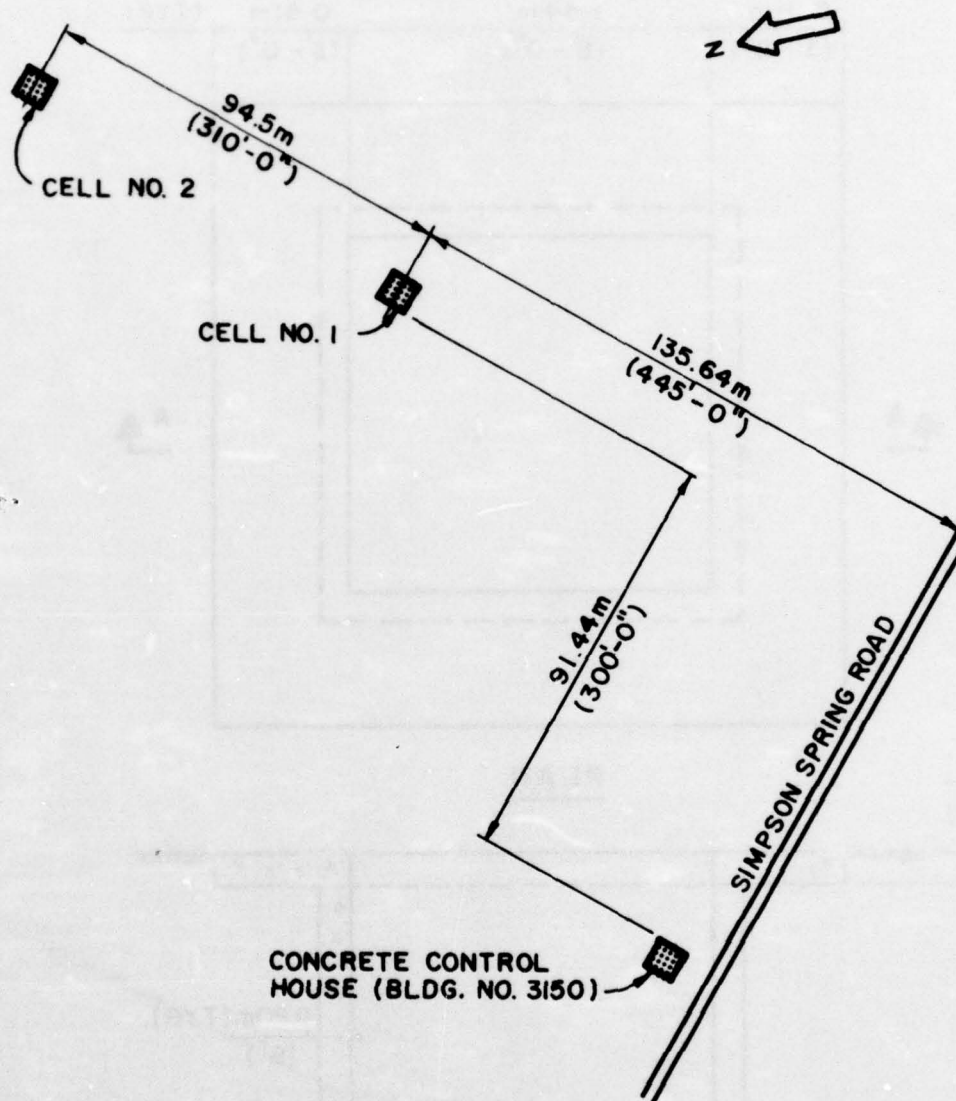 N
94.5m
(310'-0")
CELL NO. 2
CELL NO. 1
135.64m
(445'-0")
91.44m
(300'-0")
SIMPSON SPRING ROAD
CONCRETE CONTROL
HOUSE (BLDG. NO. 3150)